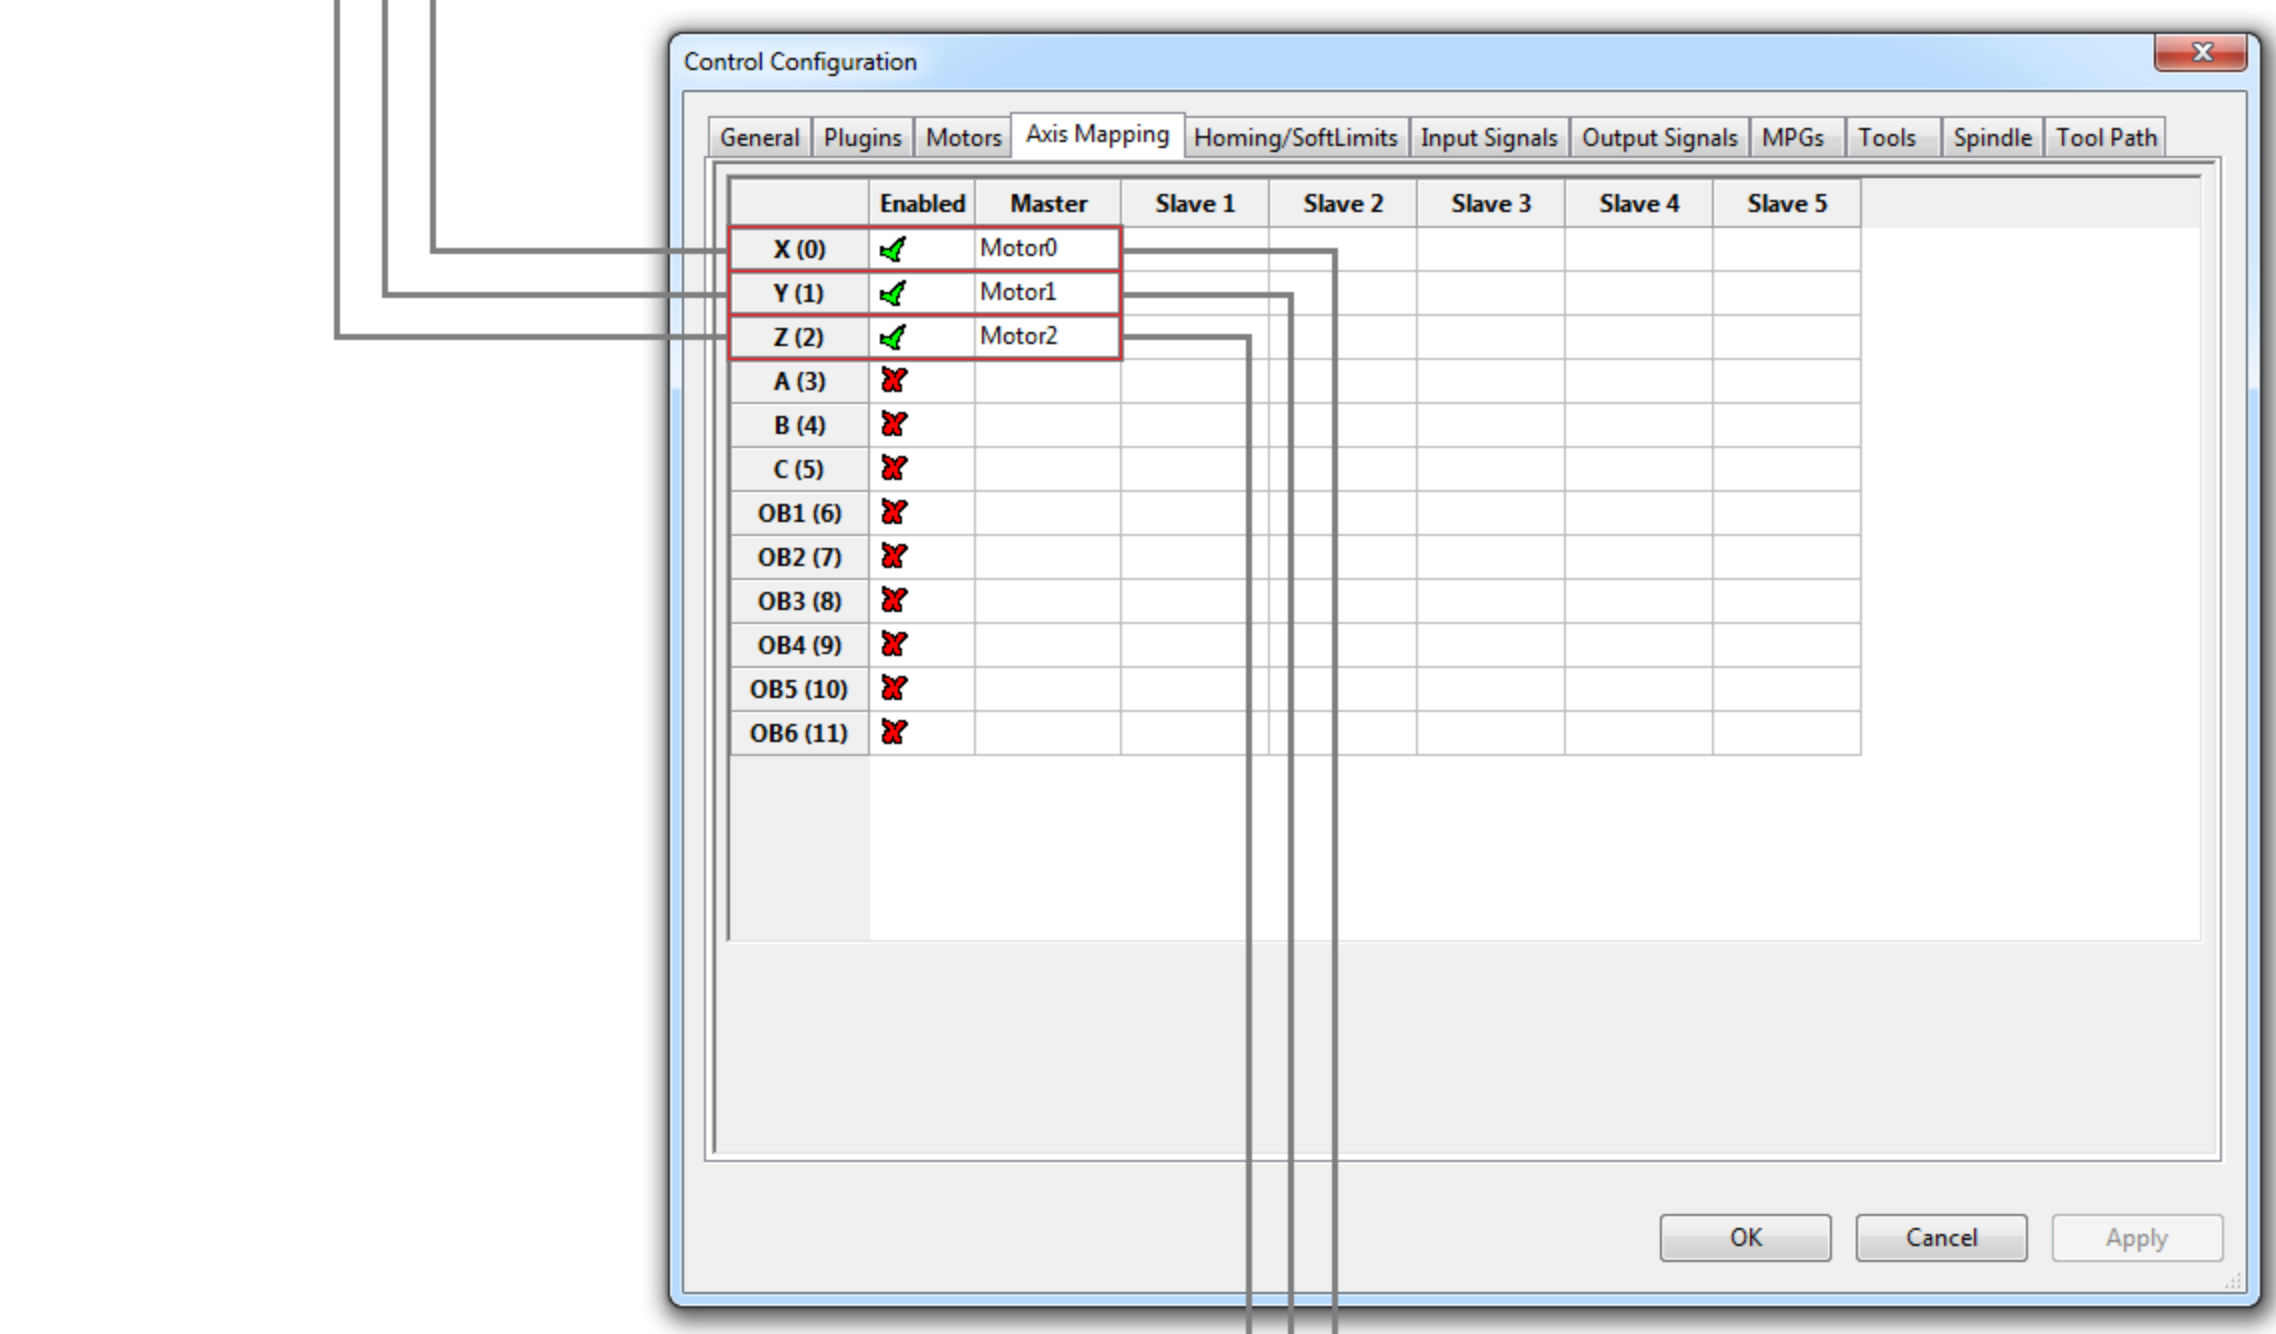 Control Configuration
General Plugins Motors Axis Mapping Homing/SoftLimits Input Signals Output Signals MPGs Tools Spindle Tool Path
Enabled Master Slave 1 Slave 2 Slave 3 Slave 4 Slave 5
X (0) Motor0
Y (1) Motor1
Z (2) Motor2
A (3)
B (4)
C (5)
OB1 (6)
OB2 (7)
OB3 (8)
OB4 (9)
OB5 (10)
OB6 (11)
OK Cancel Apply